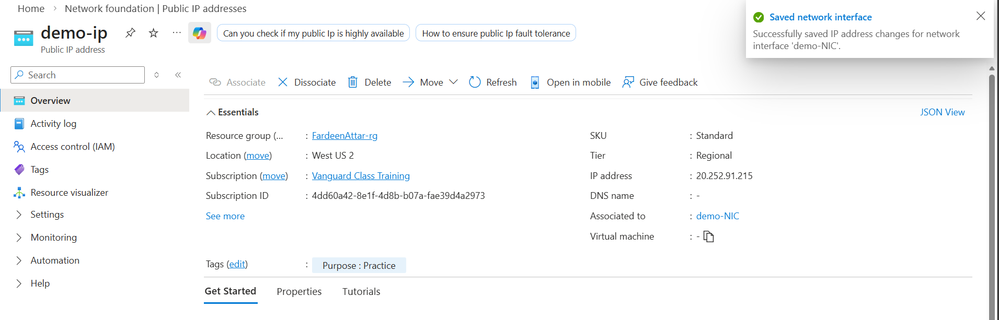 Home > Network foundation | Public IP addresses
demo-ip
Public IP address
Can you check if my public Ip is highly available
How to ensure public Ip fault tolerance
Saved network interface
Successfully saved IP address changes for network
interface 'demo-NIC'.
Search
Overview
Activity log
Access control (IAM)
Tags
Resource visualizer
Settings
Monitoring
Automation
Help
Associate Dissociate Delete Move Refresh Open in mobile Give feedback
Essentials
JSON View
Resource group (... : FardeenAttar-rg
Location (move) : West US 2
Subscription (move) : Vanguard Class Training
Subscription ID : 4dd60a42-8e1f-4d8b-b07a-fae39d4a2973
See more
SKU : Standard
Tier : Regional
IP address : 20.252.91.215
DNS name : -
Associated to : demo-NIC
Virtual machine : -
Tags (edit) : Purpose : Practice
Get Started Properties Tutorials